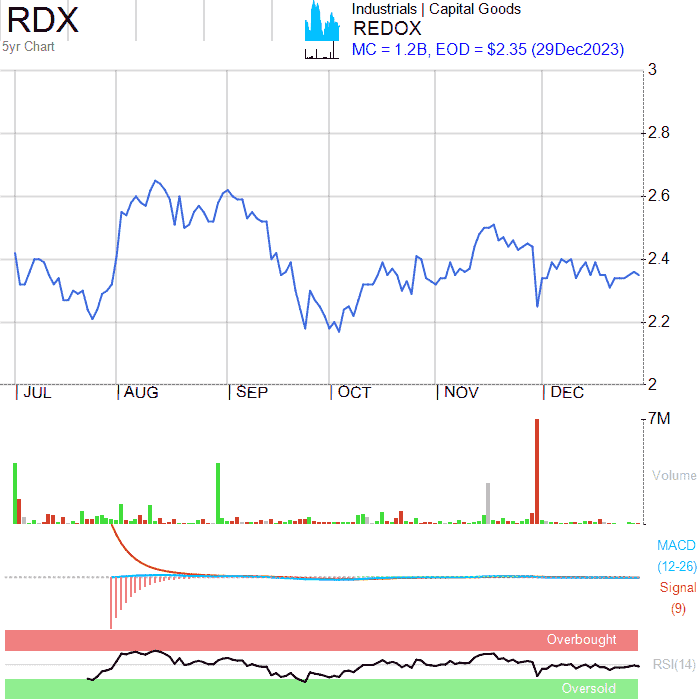 RDX
5yr Chart
Industrials | Capital Goods
REDOX
MC = 1.2B, EOD = $2.35 (29Dec2023)
3
2.8
2.6
2.4
2.2
2
JUL AUG SEP OCT NOV DEC
7M
Volume
MACD
(12-26)
Signal
(9)
Overbought
RSI(14)
Oversold